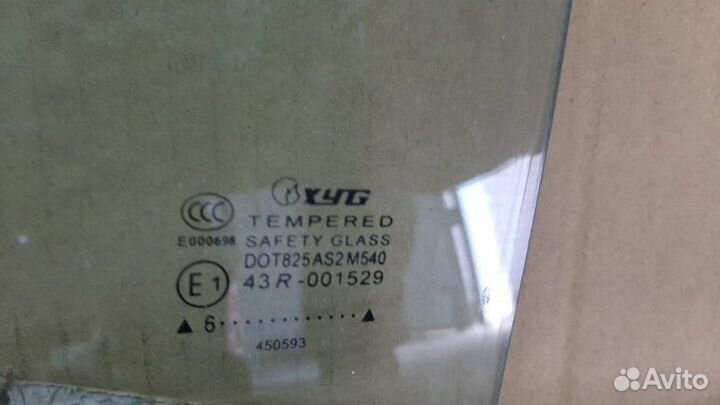 XYG
CCC
TEMPERED
E000698 SAFETY GLASS
DOT825AS2M540
E1 43R-001529
▲ 6············▲
450593
Avito